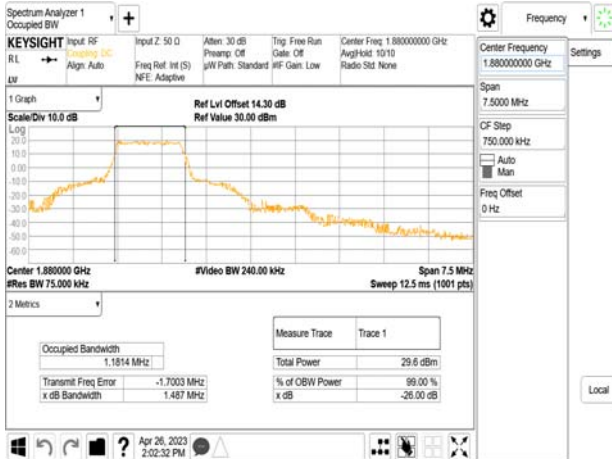 Spectrum Analyzer 1
Occupied BW
Frequency
KEYSIGHT Input: RF
RL
Coupling: DC
Align: Auto
Input Z: 50 Ω
Freq Ref: Int (S)
NFE: Adaptive
Atten: 30 dB
Preamp: Off
µW Path: Standard
Trig: Free Run
Gate: Off
#IF Gain: Low
Center Freq: 1.880000000 GHz
Avg|Hold: 10/10
Radio Std: None
Center Frequency
1.880000000 GHz
Settings
Span
7.5000 MHz
CF Step
750.000 kHz
Auto
Man
Freq Offset
0 Hz
Local
1 Graph
Scale/Div 10.0 dB
Ref Lvl Offset 14.30 dB
Ref Value 30.00 dBm
Log
20.0
10.0
0.00
-10.0
-20.0
-30.0
-40.0
-50.0
-60.0
Center 1.880000 GHz
#Video BW 240.00 kHz
Span 7.5 MHz
#Res BW 75.000 kHz
Sweep 12.5 ms (1001 pts)
2 Metrics
Measure Trace Trace 1
Occupied Bandwidth
1.1814 MHz
Total Power 29.6 dBm
Transmit Freq Error -1.7003 MHz
% of OBW Power 99.00 %
x dB Bandwidth 1.487 MHz
x dB -26.00 dB
Apr 26, 2023
2:02:32 PM